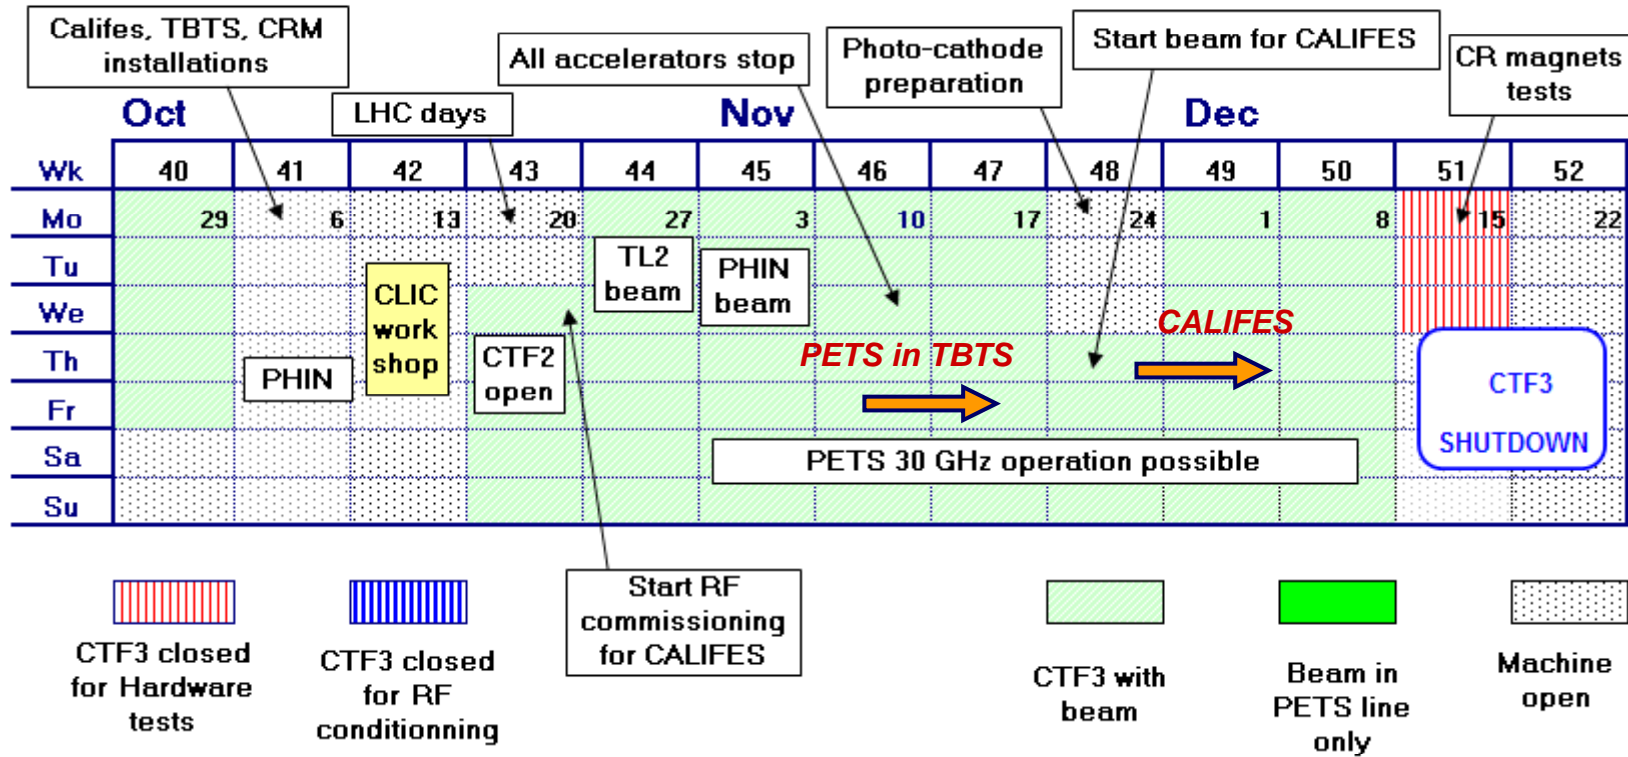 Califes, TBTS, CRM
installations
All accelerators stop
Photo-cathode
preparation
Start beam for CALIFES
CR magnets
tests
LHC days
Oct
Nov
Dec
Wk 40 41 42 43 44 45 46 47 48 49 50 51 52
Mo 29 6 13 20 27 3 10 17 24 1 8 15 22
Tu
We
Th
Fr
Sa
Su
PHIN
CLIC
work
shop
CTF2
open
TL2
beam
PHIN
beam
PETS in TBTS
CALIFES
PETS 30 GHz operation possible
CTF3
SHUTDOWN
Start RF
commissioning
for CALIFES
CTF3 closed
for Hardware
tests
CTF3 closed
for RF
conditionning
CTF3 with
beam
Beam in
PETS line
only
Machine
open